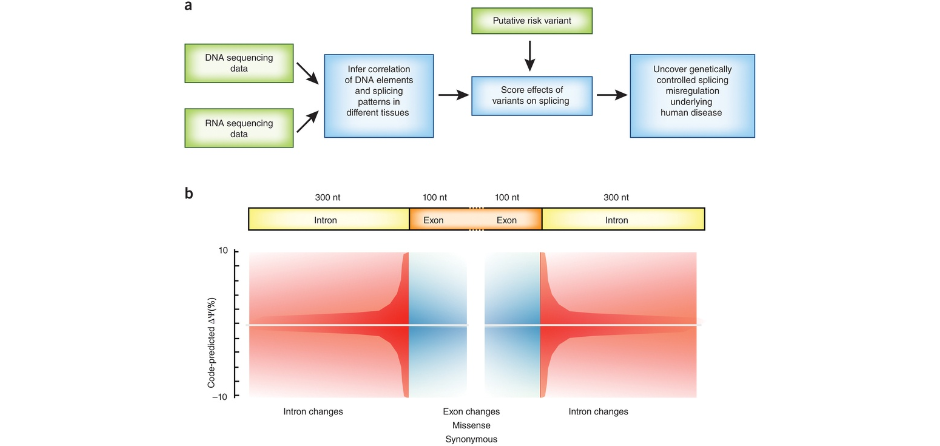 a
Putative risk variant
DNA sequencing
data
RNA sequencing
data
Infer correlation
of DNA elements
and splicing
patterns in
different tissues
Score effects of
variants on splicing
Uncover genetically
controlled splicing
misregulation
underlying
human disease
b
300 nt
100 nt
100 nt
300 nt
Intron
Exon
Exon
Intron
10
Code-predicted ΔΨ(%)
–10
Intron changes
Exon changes
Missense
Synonymous
Intron changes